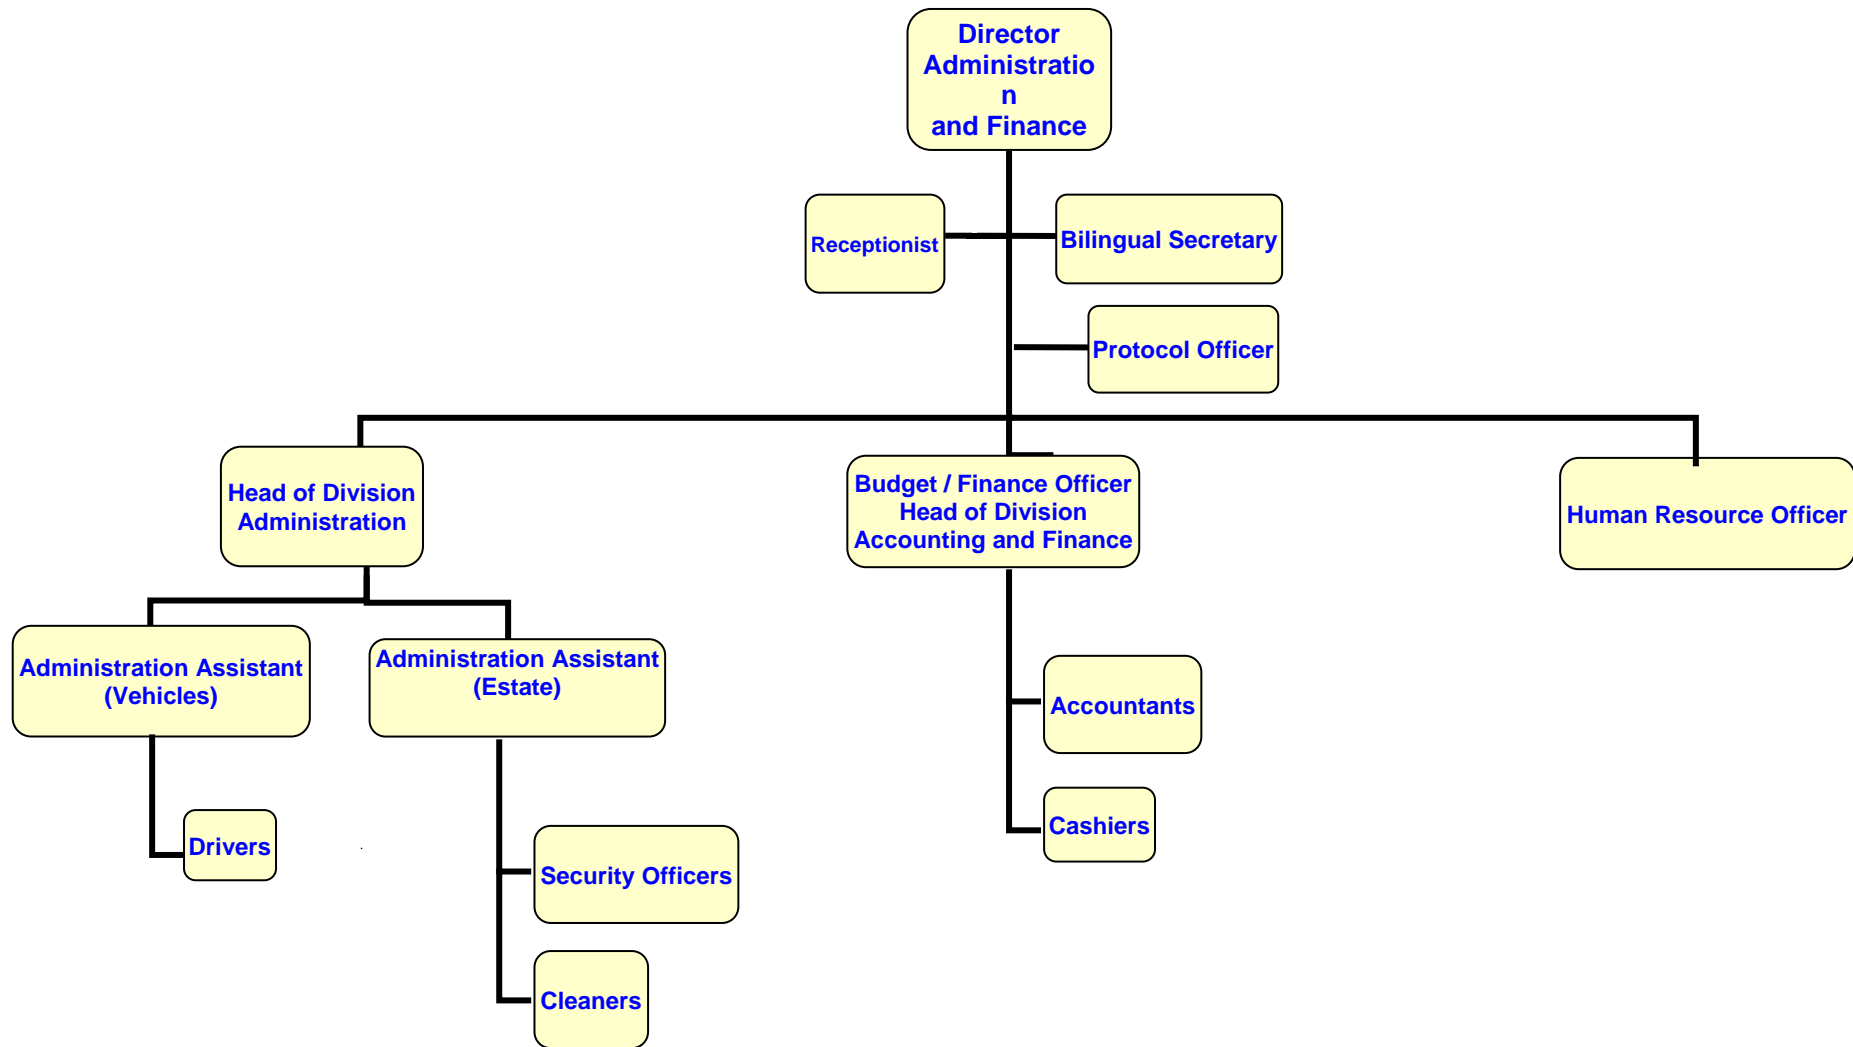 Director
Administratio
n
and Finance
Receptionist
Bilingual Secretary
Protocol Officer
Head of Division
Administration
Budget / Finance Officer
Head of Division
Accounting and Finance
Human Resource Officer
Administration Assistant
(Vehicles)
Administration Assistant
(Estate)
Accountants
Cashiers
Drivers
Security Officers
Cleaners